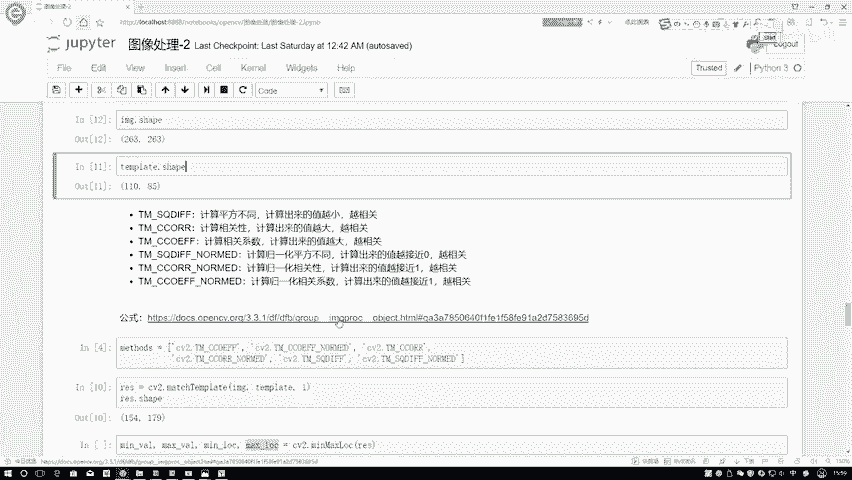 图像处理-2
http://localhost:8888/notebooks/opencv/图像处理/图像处理-2.ipynb
jupyter 图像处理-2 Last Checkpoint: Last Saturday at 12:42 AM (autosaved)
Logout
File Edit View Insert Cell Kernel Widgets Help
Trusted Python 3
Code
In [12]: img.shape
Out[12]: (263, 263)
In [11]: template.shape
Out[11]: (110, 85)
TM_SQDIFF：计算平方不同，计算出来的值越小，越相关
TM_CCORR：计算相关性，计算出来的值越大，越相关
TM_CCOEFF：计算相关系数，计算出来的值越大，越相关
TM_SQDIFF_NORMED：计算归一化平方不同，计算出来的值越接近0，越相关
TM_CCORR_NORMED：计算归一化相关性，计算出来的值越接近1，越相关
TM_CCOEFF_NORMED：计算归一化相关系数，计算出来的值越接近1，越相关
公式：https://docs.opencv.org/3.3.1/df/dfb/group__imgproc__object.html#ga3a7850640f1fe1f58fe91a2d7583695d
In [4]: methods = ['cv2.TM_CCOEFF', 'cv2.TM_CCOEFF_NORMED', 'cv2.TM_CCORR',
'cv2.TM_CCORR_NORMED', 'cv2.TM_SQDIFF', 'cv2.TM_SQDIFF_NORMED']
In [10]: res = cv2.matchTemplate(img, template, 1)
res.shape
Out[10]: (154, 179)
In [ ]: min_val, max_val, min_loc, max_loc = cv2.minMaxLoc(res)
15:59